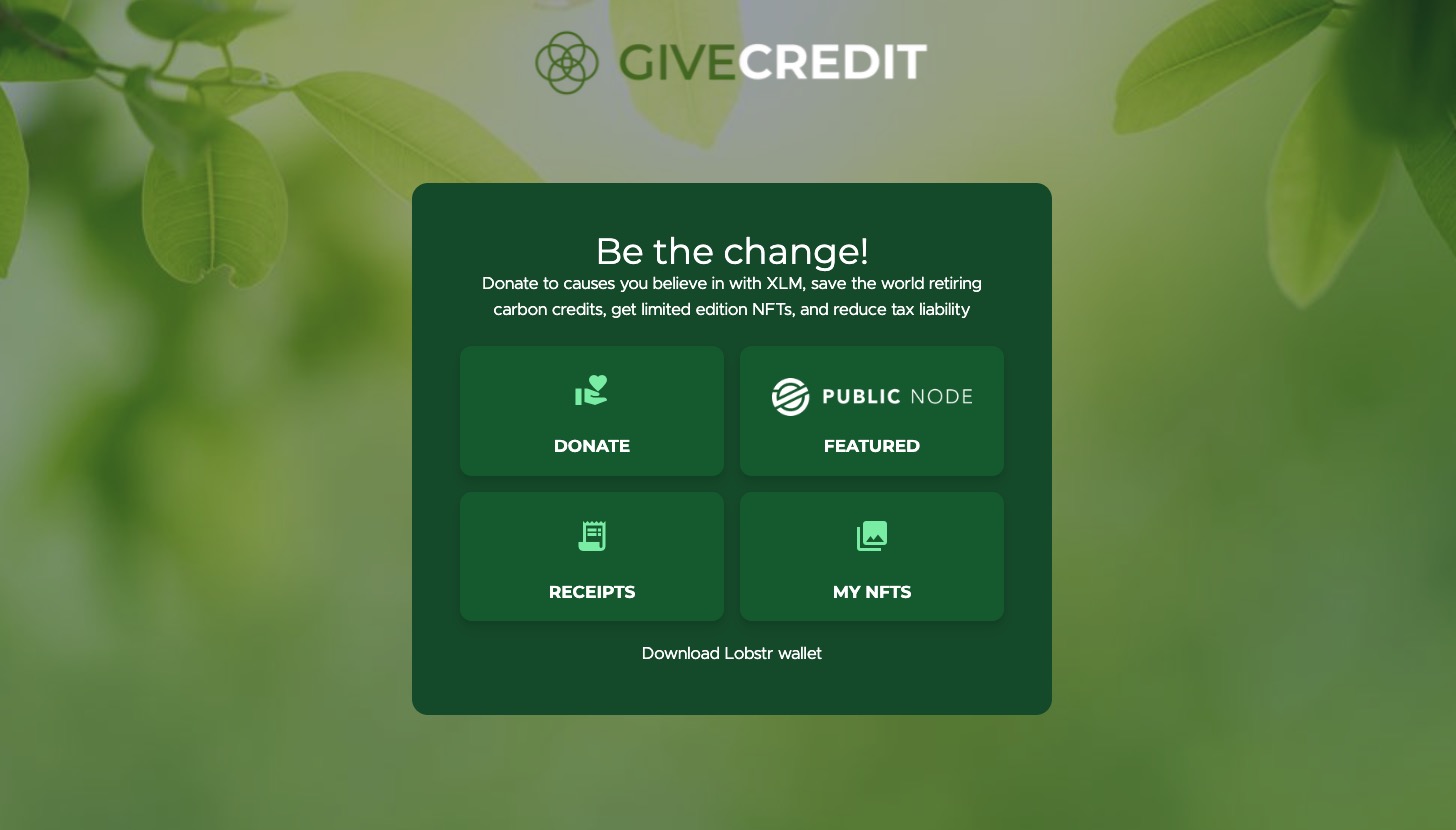 GIVECREDIT
Be the change!
Donate to causes you believe in with XLM, save the world retiring
carbon credits, get limited edition NFTs, and reduce tax liability
DONATE
PUBLIC NODE
FEATURED
RECEIPTS
MY NFTS
Download Lobstr wallet